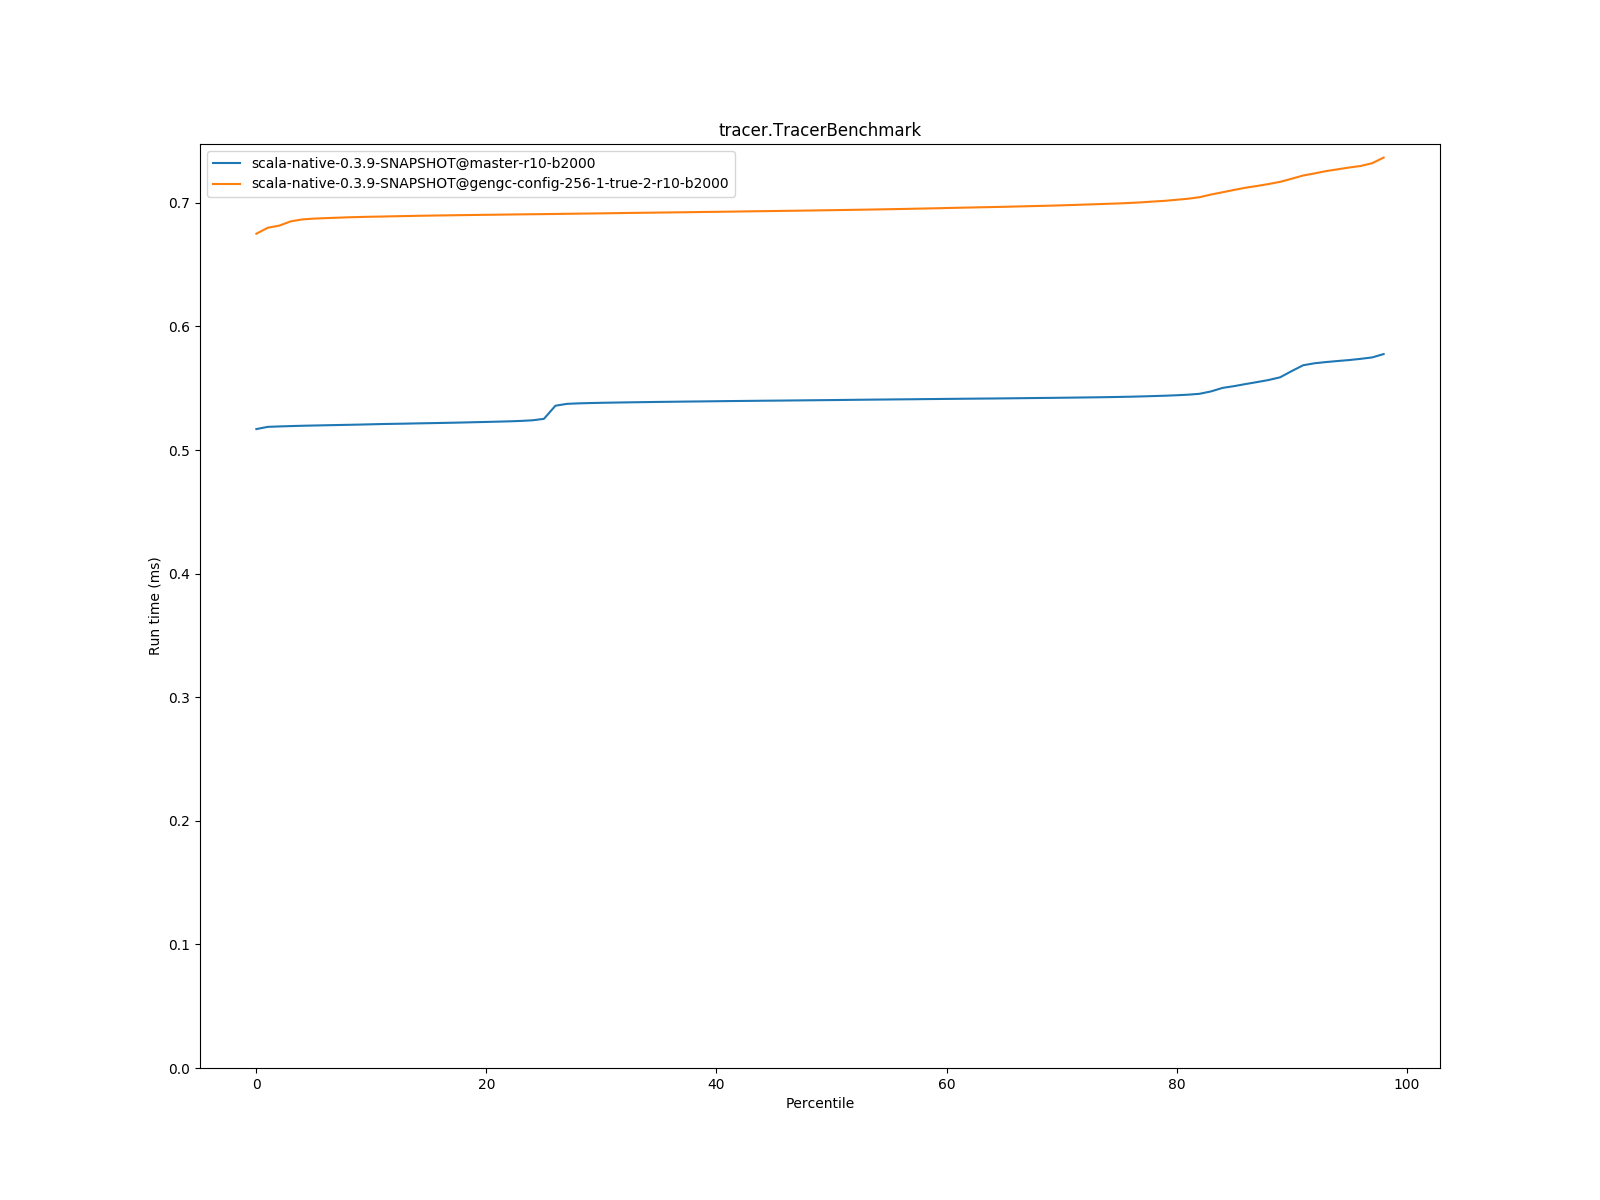 tracer.TracerBenchmark
scala-native-0.3.9-SNAPSHOT@master-r10-b2000
scala-native-0.3.9-SNAPSHOT@gengc-config-256-1-true-2-r10-b2000
0.7
0.6
0.5
0.4
0.3
0.2
0.1
0.0
Run time (ms)
0 20 40 60 80 100
Percentile